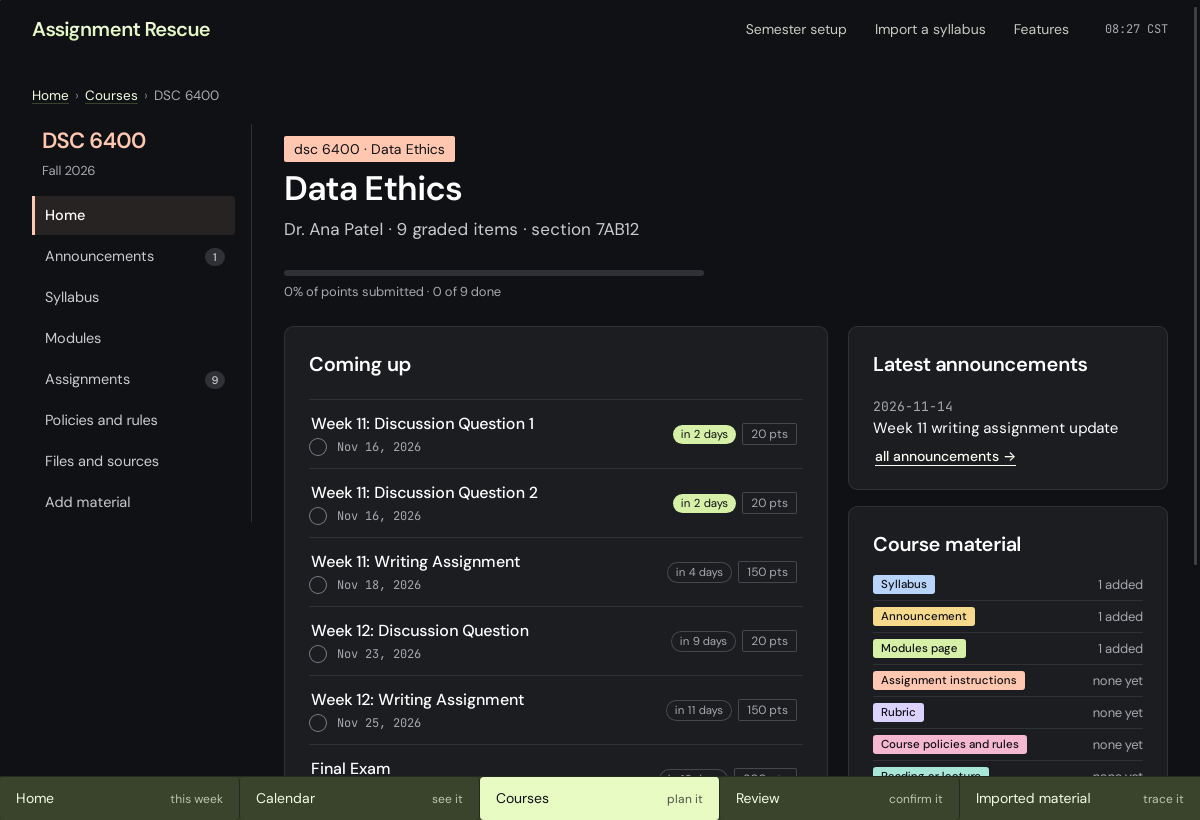 Assignment Rescue
Semester setup
Import a syllabus
Features
08:27 CST
Home › Courses › DSC 6400
DSC 6400
Fall 2026
Home
Announcements 1
Syllabus
Modules
Assignments 9
Policies and rules
Files and sources
Add material
dsc 6400 · Data Ethics
Data Ethics
Dr. Ana Patel · 9 graded items · section 7AB12
0% of points submitted · 0 of 9 done
Coming up
Week 11: Discussion Question 1
Nov 16, 2026
in 2 days 20 pts
Week 11: Discussion Question 2
Nov 16, 2026
in 2 days 20 pts
Week 11: Writing Assignment
Nov 18, 2026
in 4 days 150 pts
Week 12: Discussion Question
Nov 23, 2026
in 9 days 20 pts
Week 12: Writing Assignment
Nov 25, 2026
in 11 days 150 pts
Final Exam
Latest announcements
2026-11-14
Week 11 writing assignment update
all announcements →
Course material
Syllabus 1 added
Announcement 1 added
Modules page 1 added
Assignment instructions none yet
Rubric none yet
Course policies and rules none yet
Home this week
Calendar see it
Courses plan it
Review confirm it
Imported material trace it